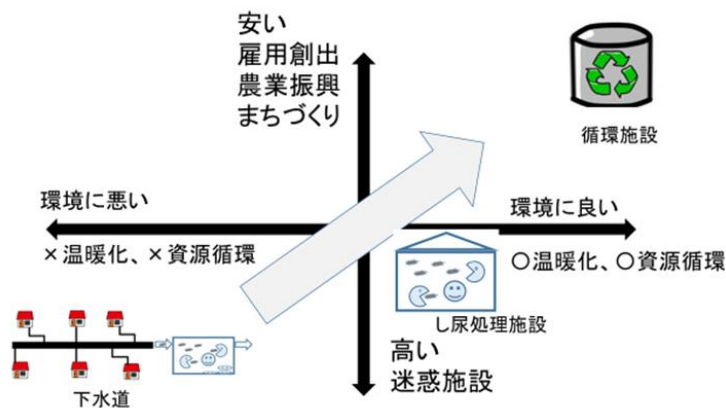 安い
雇用創出
農業振興
まちづくり
循環施設
環境に悪い
環境に良い
×温暖化、×資源循環
○温暖化、○資源循環
し尿処理施設
高い
迷惑施設
下水道